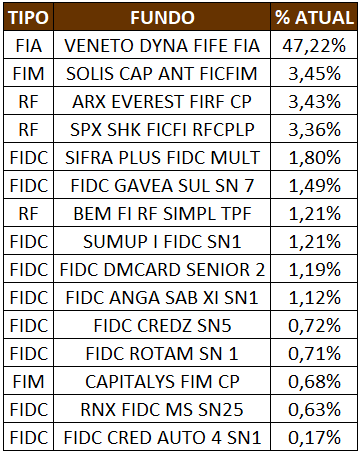 TIPO FUNDO % ATUAL
FIA VENETO DYNA FIFE FIA 47,22%
FIM SOLIS CAP ANT FICFIM 3,45%
RF ARX EVEREST FIRF CP 3,43%
RF SPX SHK FICFI RFCPLP 3,36%
FIDC SIFRA PLUS FIDC MULT 1,80%
FIDC FIDC GAVEA SUL SN 7 1,49%
RF BEM FI RF SIMPL TPF 1,21%
FIDC SUMUP I FIDC SN1 1,21%
FIDC FIDC DMCARD SENIOR 2 1,19%
FIDC FIDC ANGA SAB XI SN1 1,12%
FIDC FIDC CREDZ SN5 0,72%
FIDC FIDC ROTAM SN 1 0,71%
FIM CAPITALYS FIM CP 0,68%
FIDC RNX FIDC MS SN25 0,63%
FIDC FIDC CRED AUTO 4 SN1 0,17%